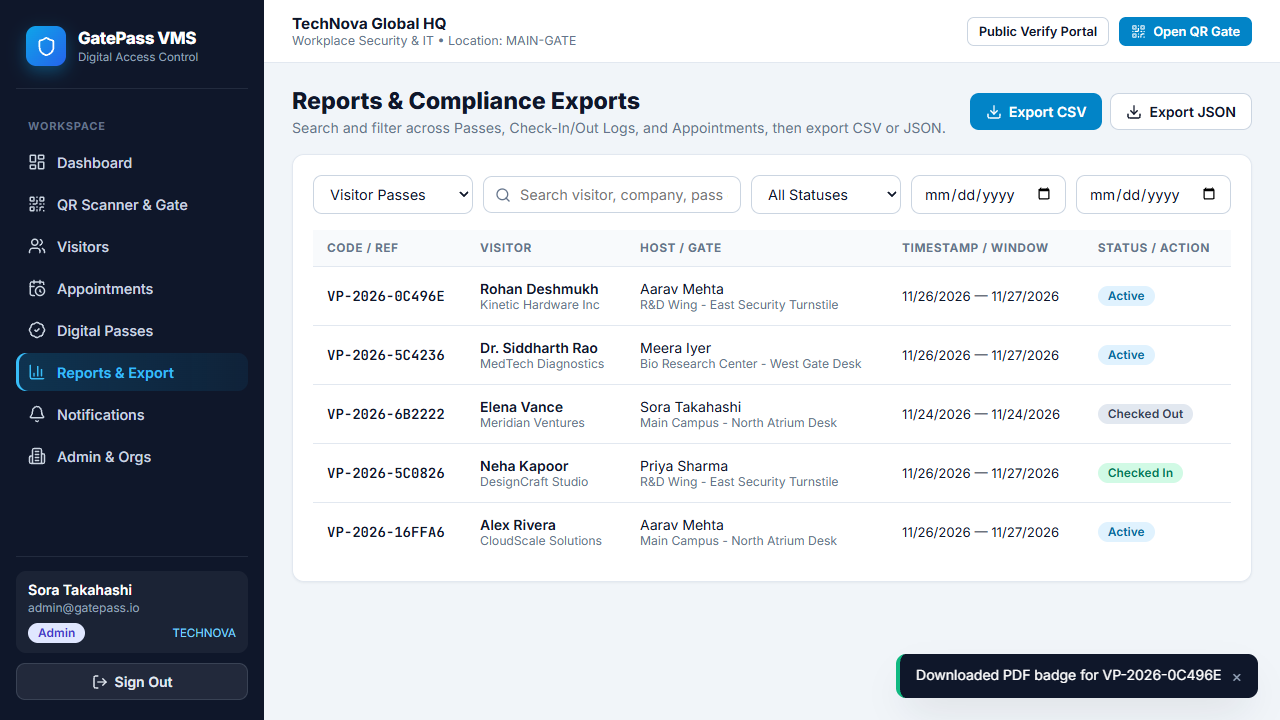 GatePass VMS
Digital Access Control
WORKSPACE
Dashboard
QR Scanner & Gate
Visitors
Appointments
Digital Passes
Reports & Export
Notifications
Admin & Orgs
Sora Takahashi
admin@gatepass.io
Admin TECHNOVA
Sign Out
TechNova Global HQ
Workplace Security & IT • Location: MAIN-GATE
Public Verify Portal
Open QR Gate
Reports & Compliance Exports
Search and filter across Passes, Check-In/Out Logs, and Appointments, then export CSV or JSON.
Export CSV
Export JSON
Visitor Passes Search visitor, company, pass All Statuses mm/dd/yyyy mm/dd/yyyy
CODE / REF VISITOR HOST / GATE TIMESTAMP / WINDOW STATUS / ACTION
VP-2026-0C496E Rohan Deshmukh Aarav Mehta 11/26/2026 — 11/27/2026 Active
Kinetic Hardware Inc R&D Wing - East Security Turnstile
VP-2026-5C4236 Dr. Siddharth Rao Meera Iyer 11/26/2026 — 11/27/2026 Active
MedTech Diagnostics Bio Research Center - West Gate Desk
VP-2026-6B2222 Elena Vance Sora Takahashi 11/24/2026 — 11/24/2026 Checked Out
Meridian Ventures Main Campus - North Atrium Desk
VP-2026-5C0826 Neha Kapoor Priya Sharma 11/26/2026 — 11/27/2026 Checked In
DesignCraft Studio R&D Wing - East Security Turnstile
VP-2026-16FFA6 Alex Rivera Aarav Mehta 11/26/2026 — 11/27/2026 Active
CloudScale Solutions Main Campus - North Atrium Desk
Downloaded PDF badge for VP-2026-0C496E ×